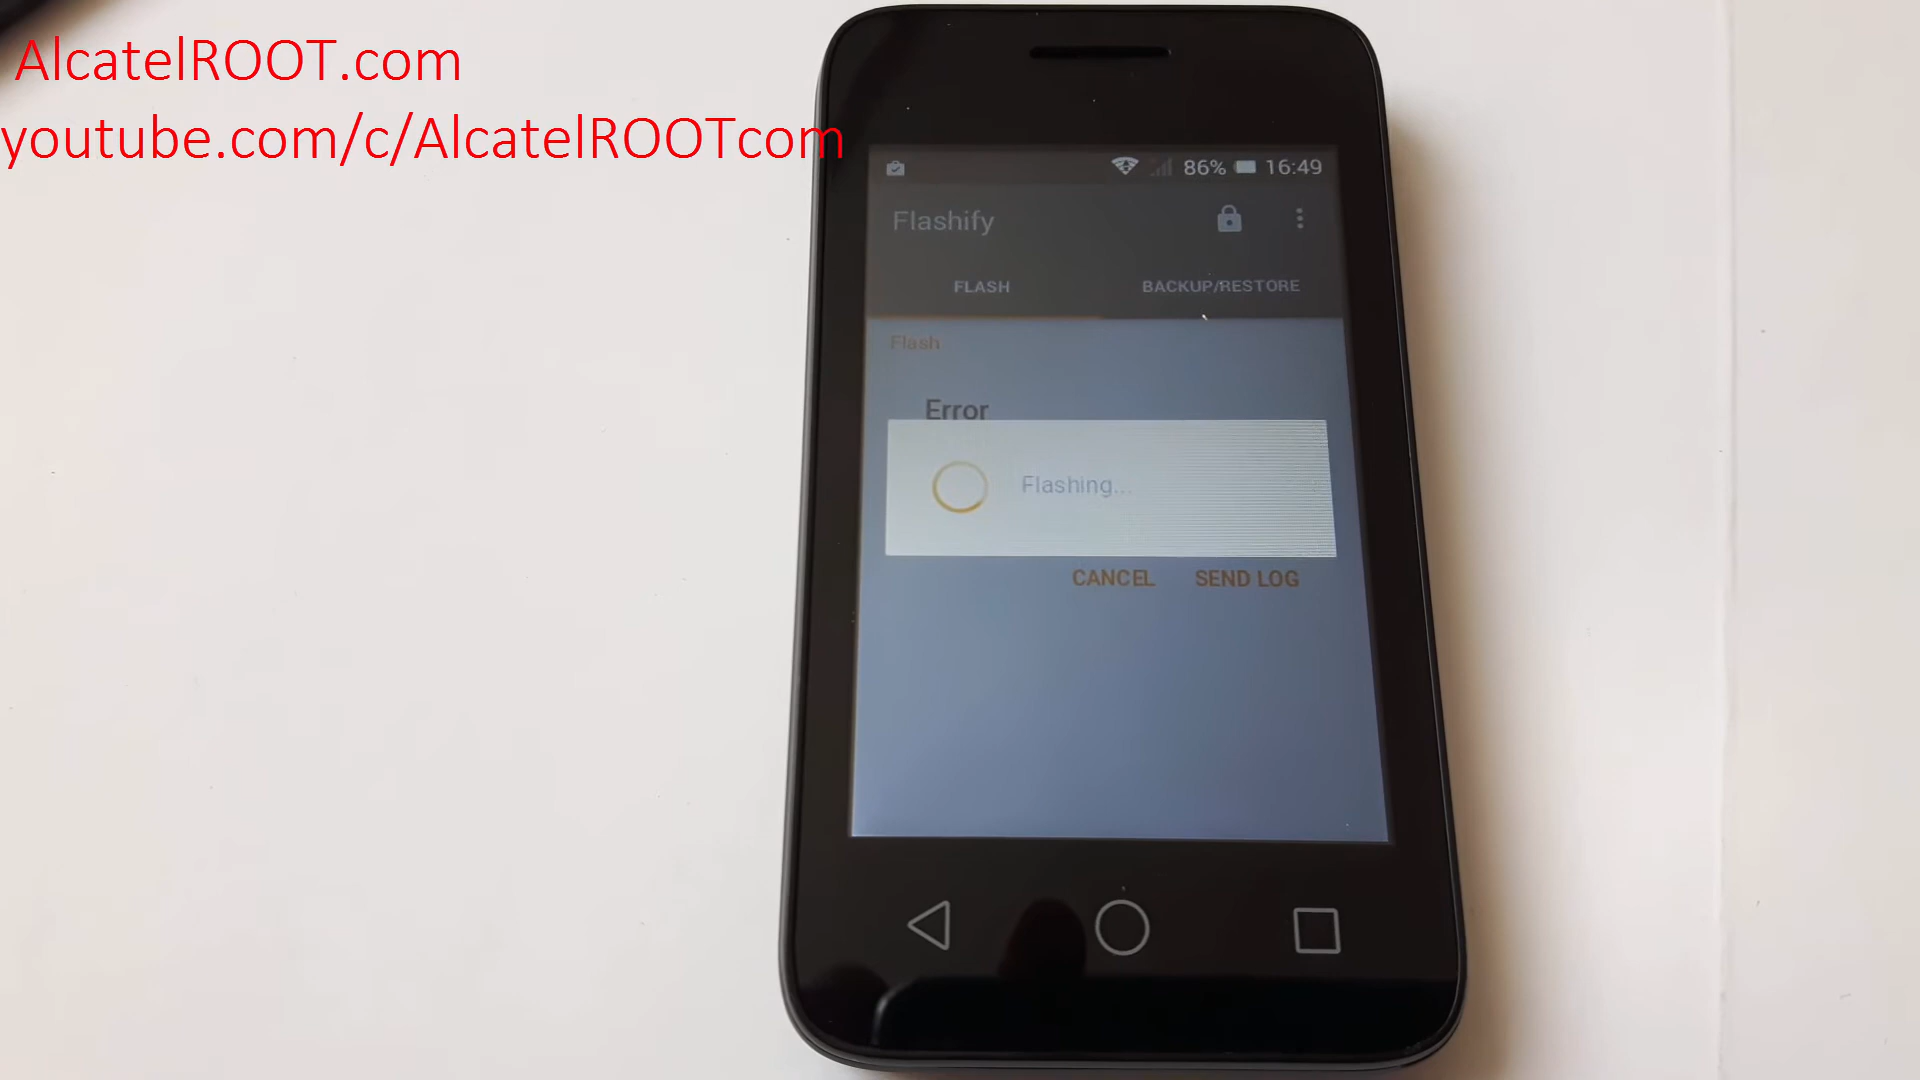 AlcatelROOT.com
youtube.com/c/AlcatelROOTcom
86% 16:49
Flashify
FLASH BACKUP/RESTORE
Flash
Error
Flashing...
CANCEL SEND LOG